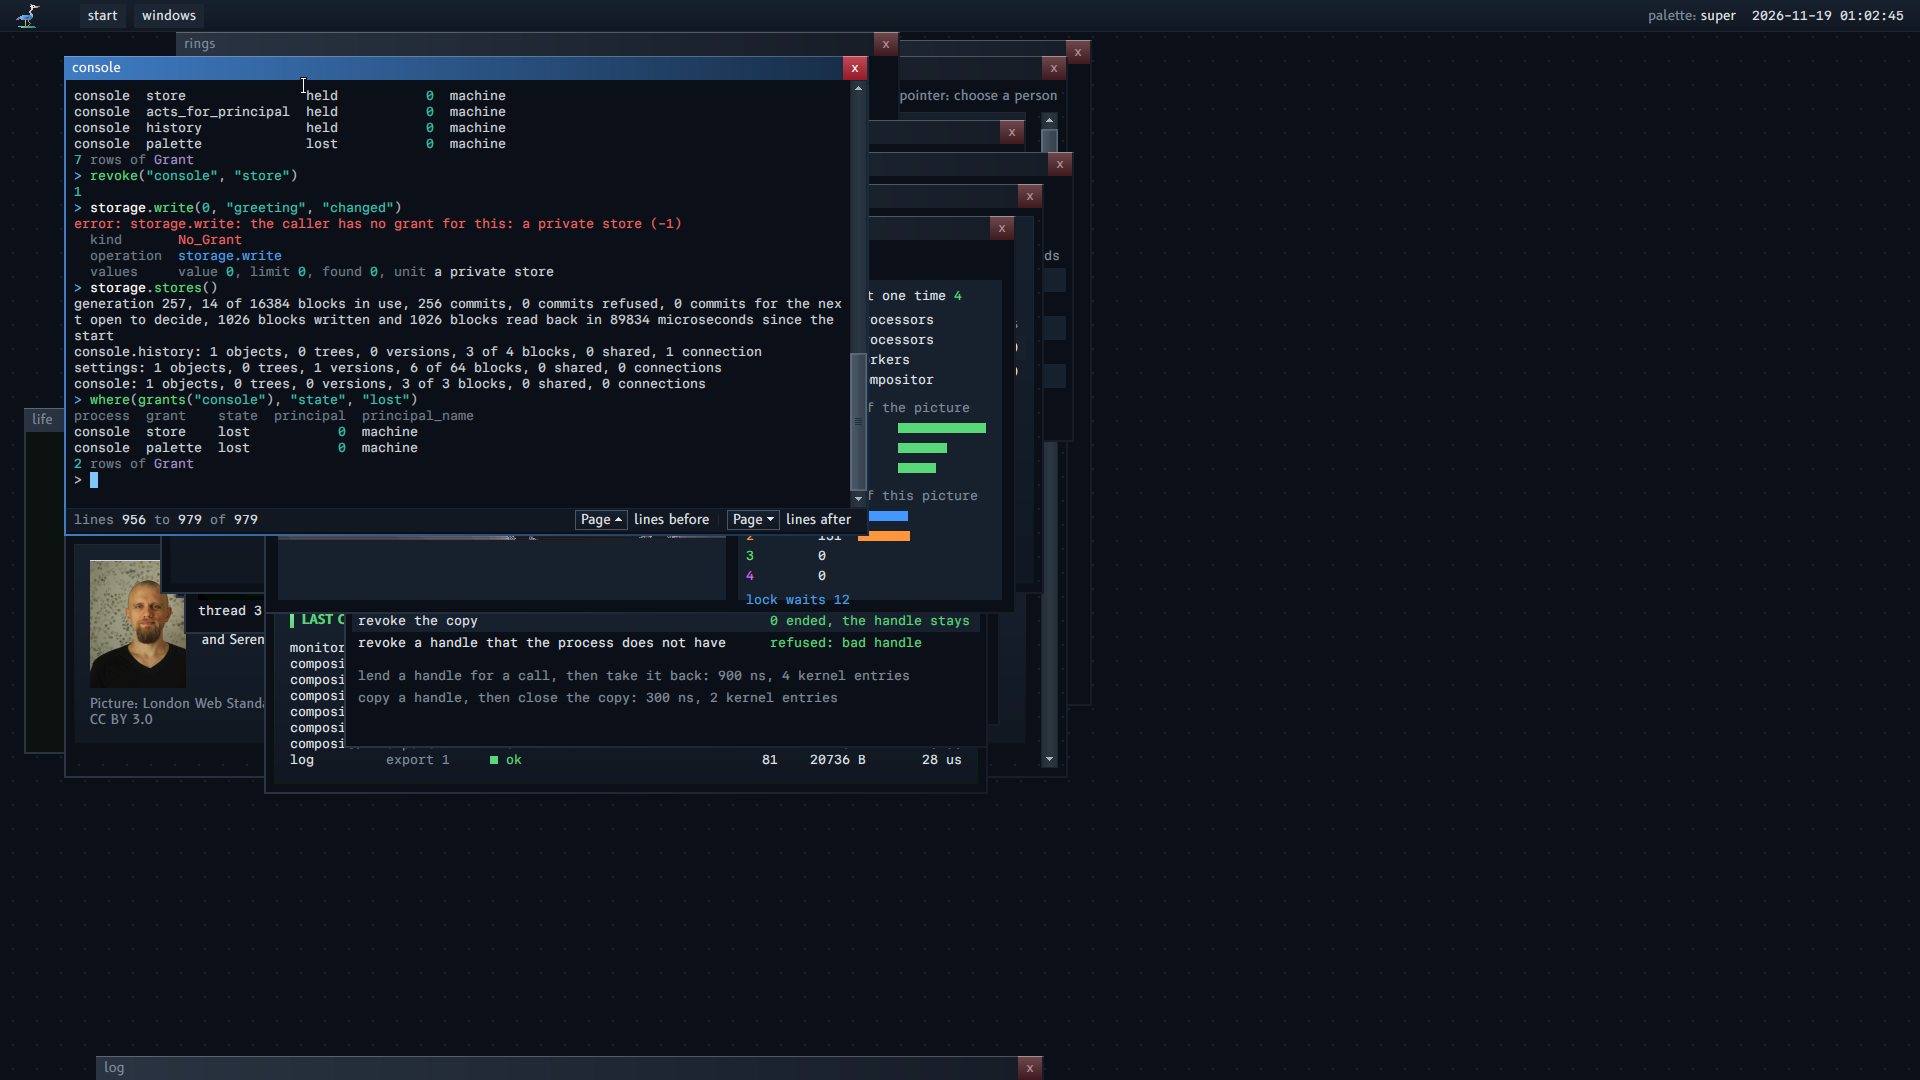 start windows palette: super 2026-11-19 01:02:45
rings x
x
console x
x
pointer: choose a person
console store held 0 machine
console acts_for_principal held 0 machine
console history held 0 machine
console palette lost 0 machine
7 rows of Grant
> revoke("console", "store")
1
> storage.write(0, "greeting", "changed")
error: storage.write: the caller has no grant for this: a private store (-1)
kind No_Grant
operation storage.write
values value 0, limit 0, found 0, unit a private store
> storage.stores()
generation 257, 14 of 16384 blocks in use, 256 commits, 0 commits refused, 0 commits for the nex
t open to decide, 1026 blocks written and 1026 blocks read back in 89834 microseconds since the
start
console.history: 1 objects, 0 trees, 0 versions, 3 of 4 blocks, 0 shared, 1 connection
settings: 1 objects, 0 trees, 1 versions, 6 of 64 blocks, 0 shared, 0 connections
console: 1 objects, 0 trees, 0 versions, 3 of 3 blocks, 0 shared, 0 connections
> where(grants("console"), "state", "lost")
process grant state principal principal_name
console store lost 0 machine
console palette lost 0 machine
2 rows of Grant
>
lines 956 to 979 of 979 Page lines before Page lines after
x
x
x
x
ds
t one time 4
ocessors
ocessors
rkers
mpositor
f the picture
f this picture
3 0
4 0
lock waits 12
life
thread 3
and Seren
Picture: London Web Standa
CC BY 3.0
LAST C
monitor
composi
composi
composi
composi
composi
composi
log export 1 ok 81 20736 B 28 us
revoke the copy 0 ended, the handle stays
revoke a handle that the process does not have refused: bad handle
lend a handle for a call, then take it back: 900 ns, 4 kernel entries
copy a handle, then close the copy: 300 ns, 2 kernel entries
log x